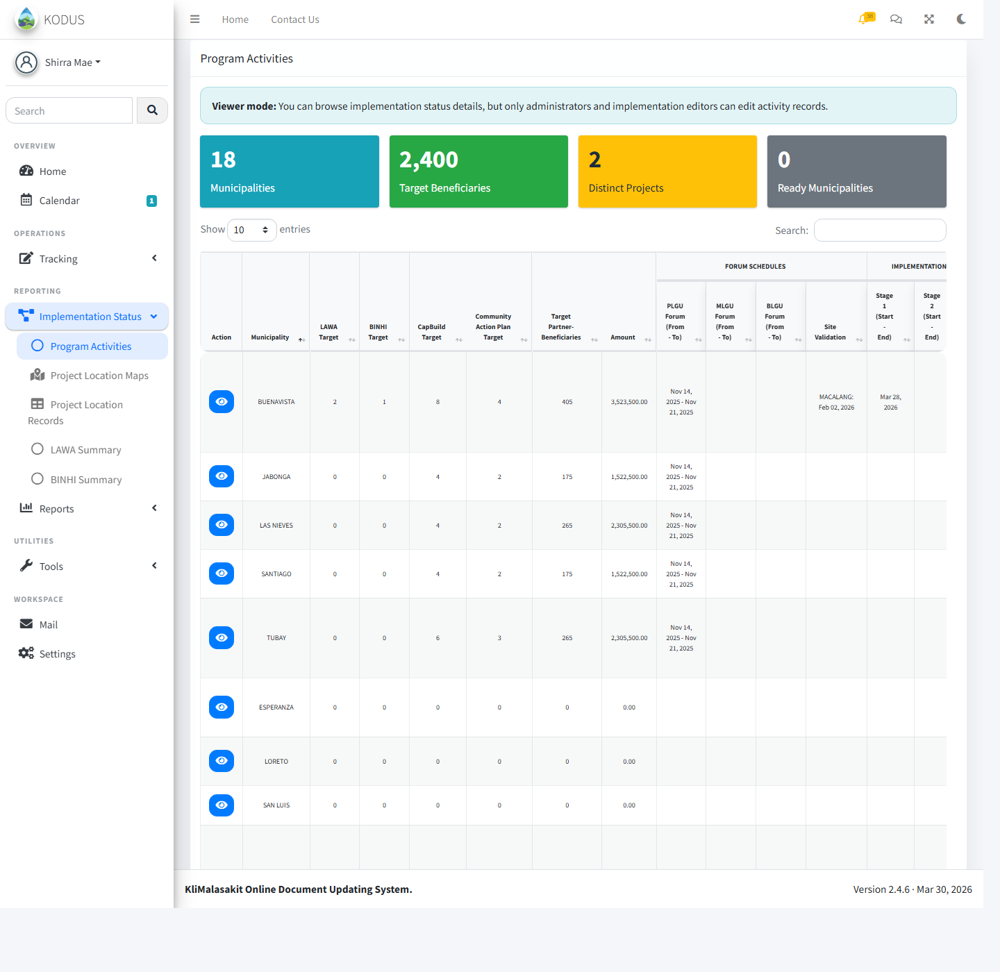 KODUS
Home
Contact Us
38
Shirra Mae
Search
OVERVIEW
Home
Calendar
1
OPERATIONS
Tracking
REPORTING
Implementation Status
Program Activities
Project Location Maps
Project Location
Records
LAWA Summary
BINHI Summary
Reports
UTILITIES
Tools
WORKSPACE
Mail
Settings
Program Activities
Viewer mode: You can browse implementation status details, but only administrators and implementation editors can edit activity records.
18
Municipalities
2,400
Target Beneficiaries
2
Distinct Projects
0
Ready Municipalities
Show 10 entries
Search:
FORUM SCHEDULES
IMPLEMENTATION
Action
Municipality
LAWA
Target
BINHI
Target
CapBuild
Target
Community
Action Plan
Target
Target
Partner-
Beneficiaries
Amount
PLGU
Forum
(From
- To)
MLGU
Forum
(From
- To)
BLGU
Forum
(From
- To)
Site
Validation
Stage
1
(Start
-
End)
Stage
2
(Start
-
End)
BUENAVISTA 2 1 8 4 405 3,523,500.00
Nov 14,
2025 - Nov
21, 2025
MACALANG:
Feb 02, 2026
Mar 28,
2026
JABONGA 0 0 4 2 175 1,522,500.00
Nov 14,
2025 - Nov
21, 2025
LAS NIEVES 0 0 4 2 265 2,305,500.00
Nov 14,
2025 - Nov
21, 2025
SANTIAGO 0 0 4 2 175 1,522,500.00
Nov 14,
2025 - Nov
21, 2025
TUBAY 0 0 6 3 265 2,305,500.00
Nov 14,
2025 - Nov
21, 2025
ESPERANZA 0 0 0 0 0 0.00
LORETO 0 0 0 0 0 0.00
SAN LUIS 0 0 0 0 0 0.00
KliMalasakit Online Document Updating System.
Version 2.4.6 · Mar 30, 2026